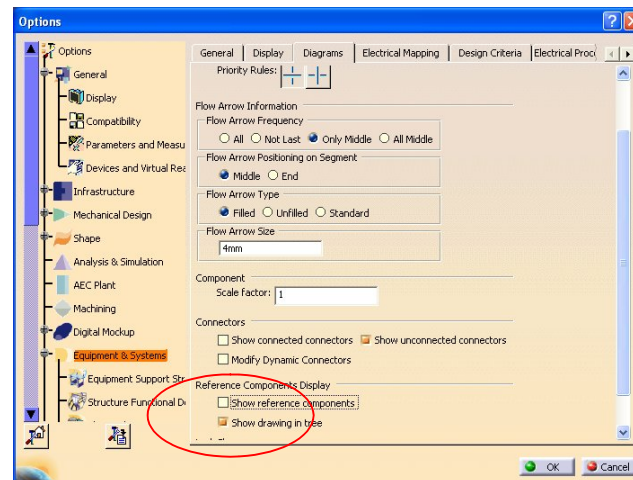 Options
Options
General
Display
Compatibility
Parameters and Measu
Devices and Virtual Rea
Infrastructure
Mechanical Design
Shape
Analysis & Simulation
AEC Plant
Machining
Digital Mockup
Equipment & Systems
Equipment Support Str
Structure Functional D
General Display Diagrams Electrical Mapping Design Criteria Electrical Proc
Priority Rules:
Flow Arrow Information
Flow Arrow Frequency
All Not Last Only Middle All Middle
Flow Arrow Positioning on Segment
Middle End
Flow Arrow Type
Filled Unfilled Standard
Flow Arrow Size
4mm
Component
Scale factor: 1
Connectors
Show connected connectors Show unconnected connectors
Modify Dynamic Connectors
Reference Components Display
Show reference components
Show drawing in tree
OK Cancel